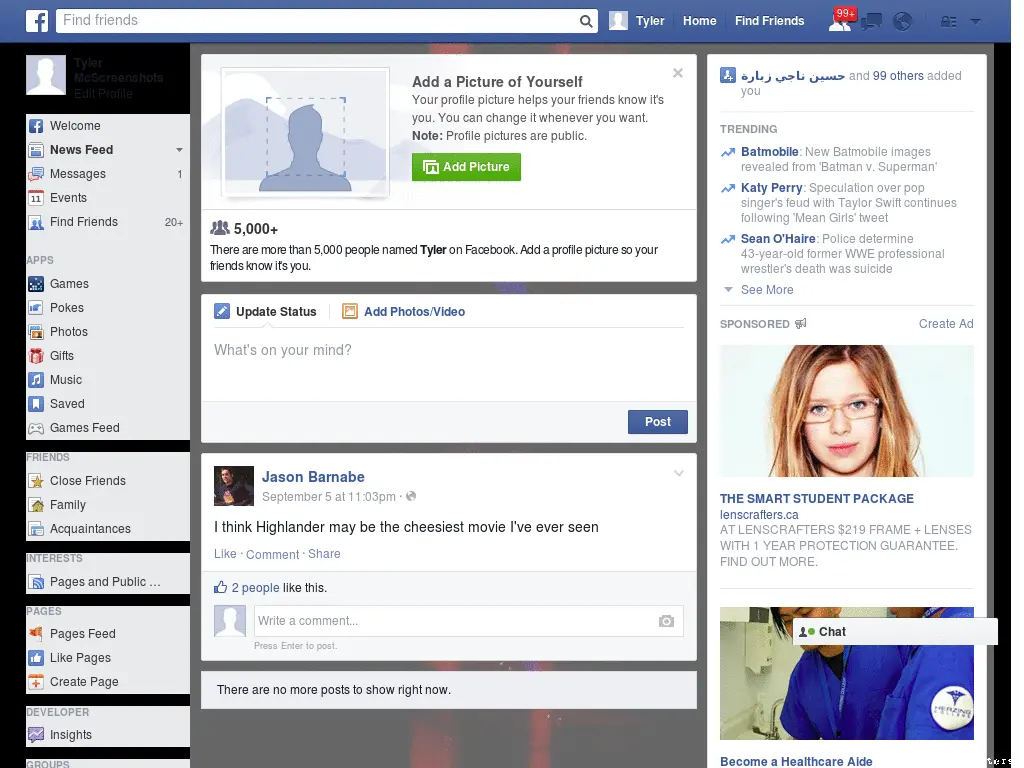 Find friends
Tyler
Home
Find Friends
99+
Tyler
McScreenshots
Edit Profile
Welcome
News Feed
Messages 1
Events
Find Friends 20+
APPS
Games
Pokes
Photos
Gifts
Music
Saved
Games Feed
FRIENDS
Close Friends
Family
Acquaintances
INTERESTS
Pages and Public ...
PAGES
Pages Feed
Like Pages
Create Page
DEVELOPER
Insights
GROUPS
Add a Picture of Yourself
Your profile picture helps your friends know it's
you. You can change it whenever you want.
Note: Profile pictures are public.
Add Picture
5,000+
There are more than 5,000 people named Tyler on Facebook. Add a profile picture so your
friends know it's you.
Update Status
Add Photos/Video
What's on your mind?
Post
Jason Barnabe
September 5 at 11:03pm ·
I think Highlander may be the cheesiest movie I've ever seen
Like · Comment · Share
2 people like this.
Write a comment...
Press Enter to post.
There are no more posts to show right now.
حسين ناجي زبارة and 99 others added
you
TRENDING
Batmobile: New Batmobile images
revealed from 'Batman v. Superman'
Katy Perry: Speculation over pop
singer's feud with Taylor Swift continues
following 'Mean Girls' tweet
Sean O'Haire: Police determine
43-year-old former WWE professional
wrestler's death was suicide
See More
SPONSORED
Create Ad
THE SMART STUDENT PACKAGE
lenscrafters.ca
AT LENSCRAFTERS $219 FRAME + LENSES
WITH 1 YEAR PROTECTION GUARANTEE.
FIND OUT MORE.
Chat
HERZING
COLLEGE
Become a Healthcare Aide